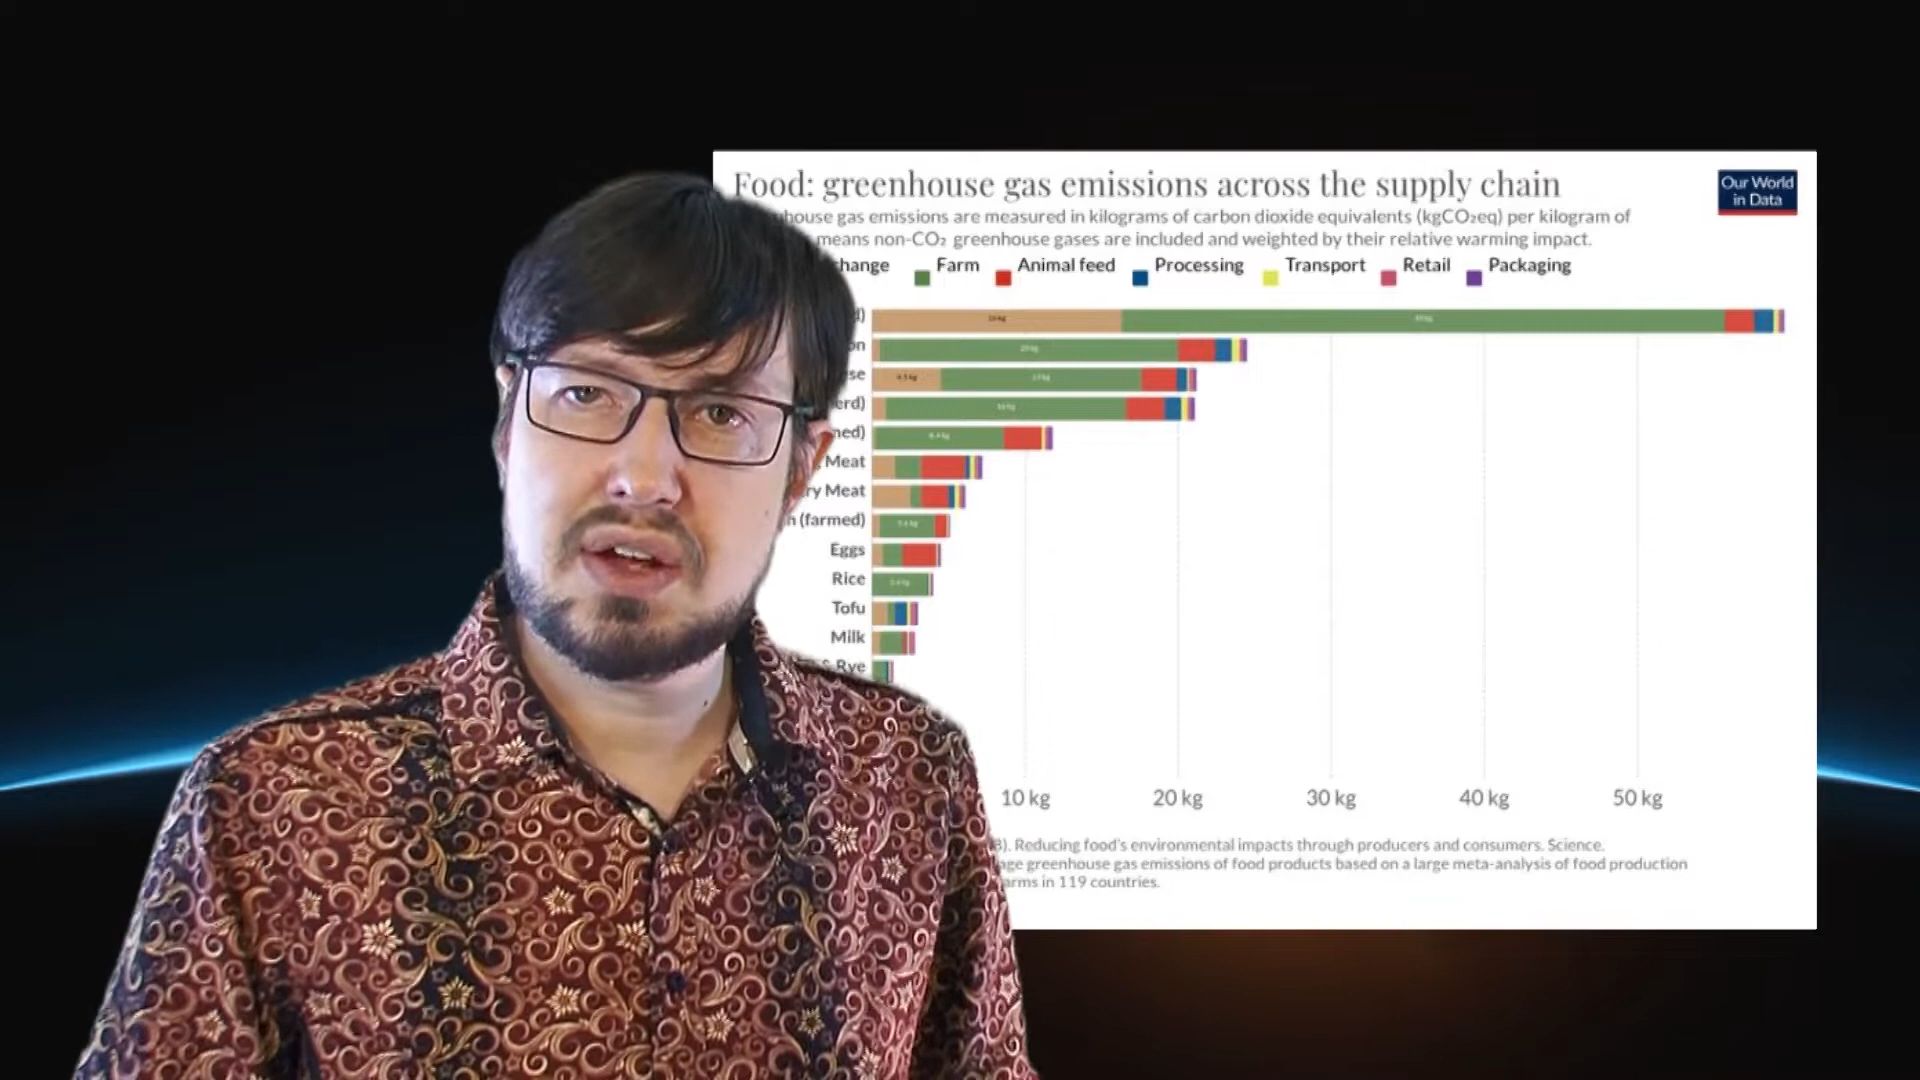 Food: greenhouse gas emissions across the supply chain
Our World
in Data
house gas emissions are measured in kilograms of carbon dioxide equivalents (kgCO₂eq) per kilogram of
means non-CO₂ greenhouse gases are included and weighted by their relative warming impact.
change Farm Animal feed Processing Transport Retail Packaging
on
se
erd)
med)
Meat
ry Meat
(farmed)
Eggs
Rice
Tofu
Milk
& Rye
10 kg 20 kg 30 kg 40 kg 50 kg
Reducing food's environmental impacts through producers and consumers. Science.
age greenhouse gas emissions of food products based on a large meta-analysis of food production
arms in 119 countries.